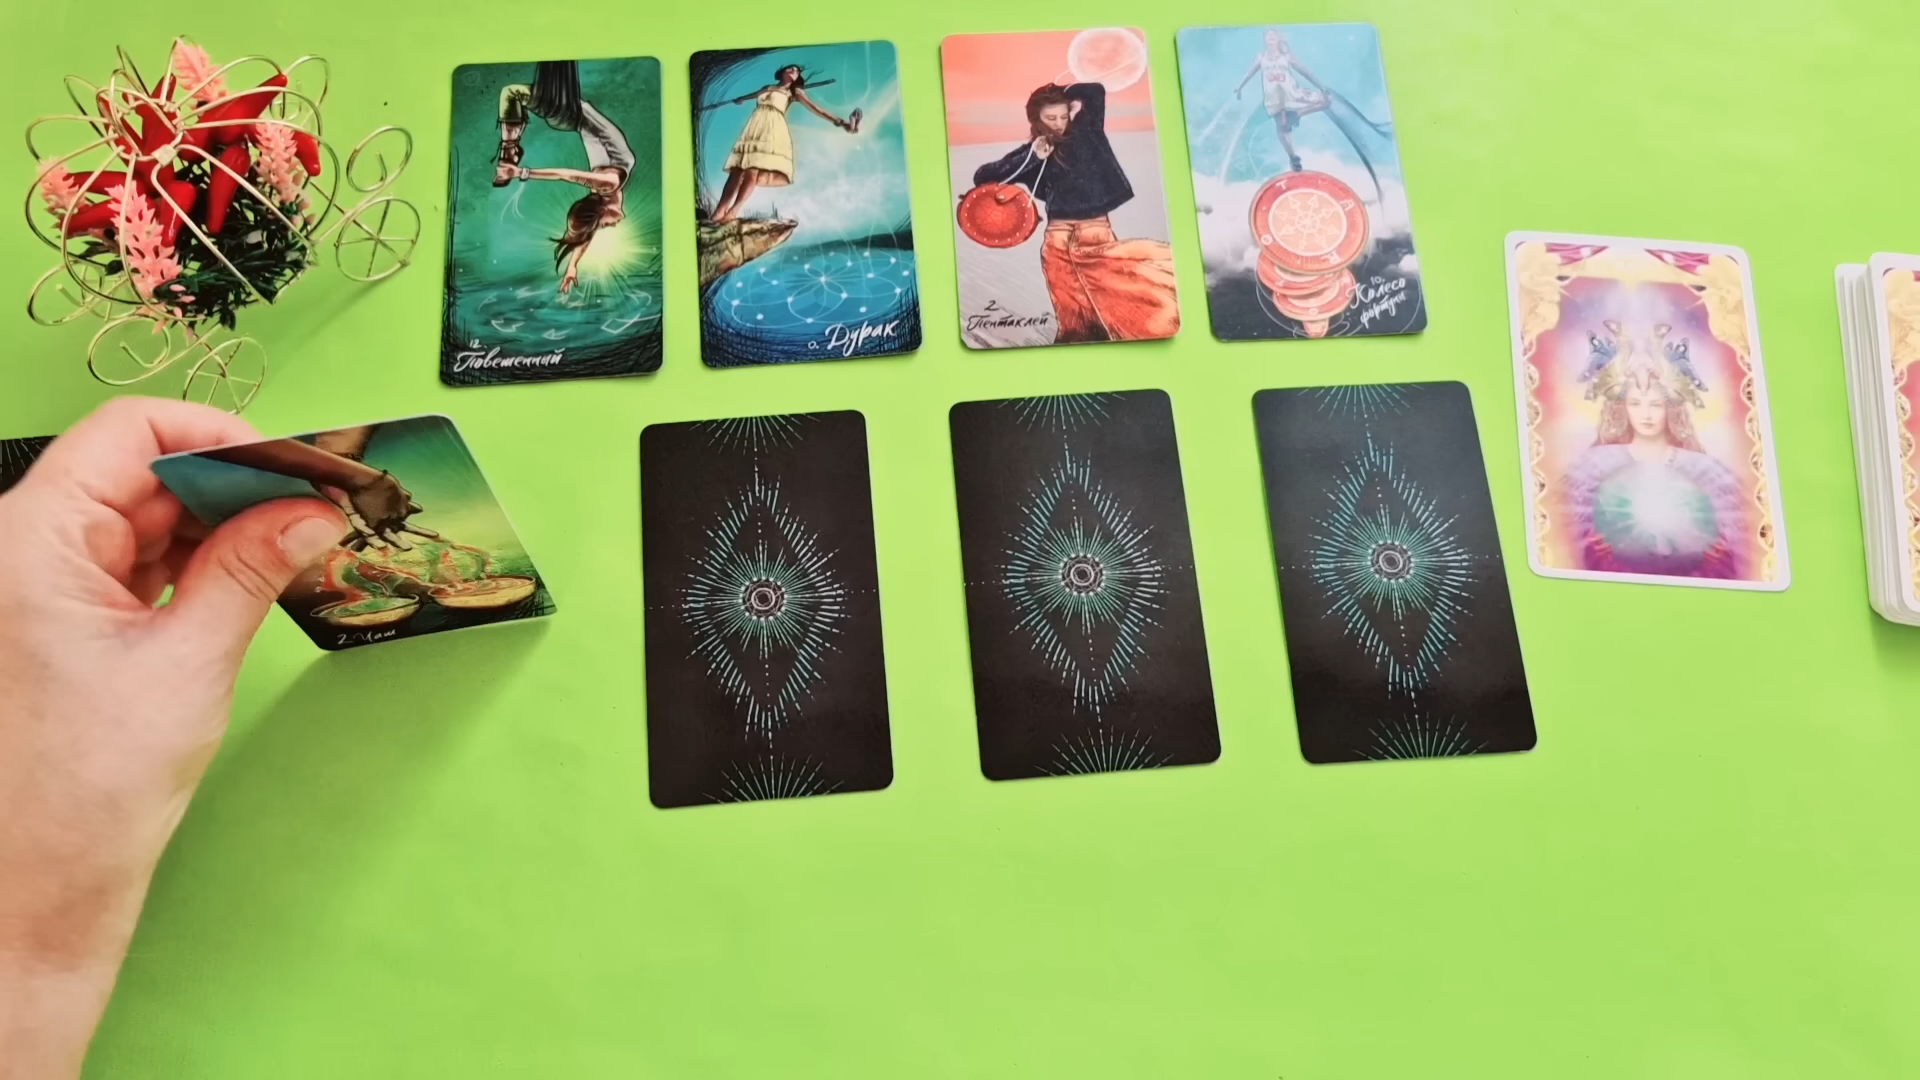 12
Повешенный
0. Дурак
2
Пентаклей
10.
Колесо
фортуны
2 Чаш